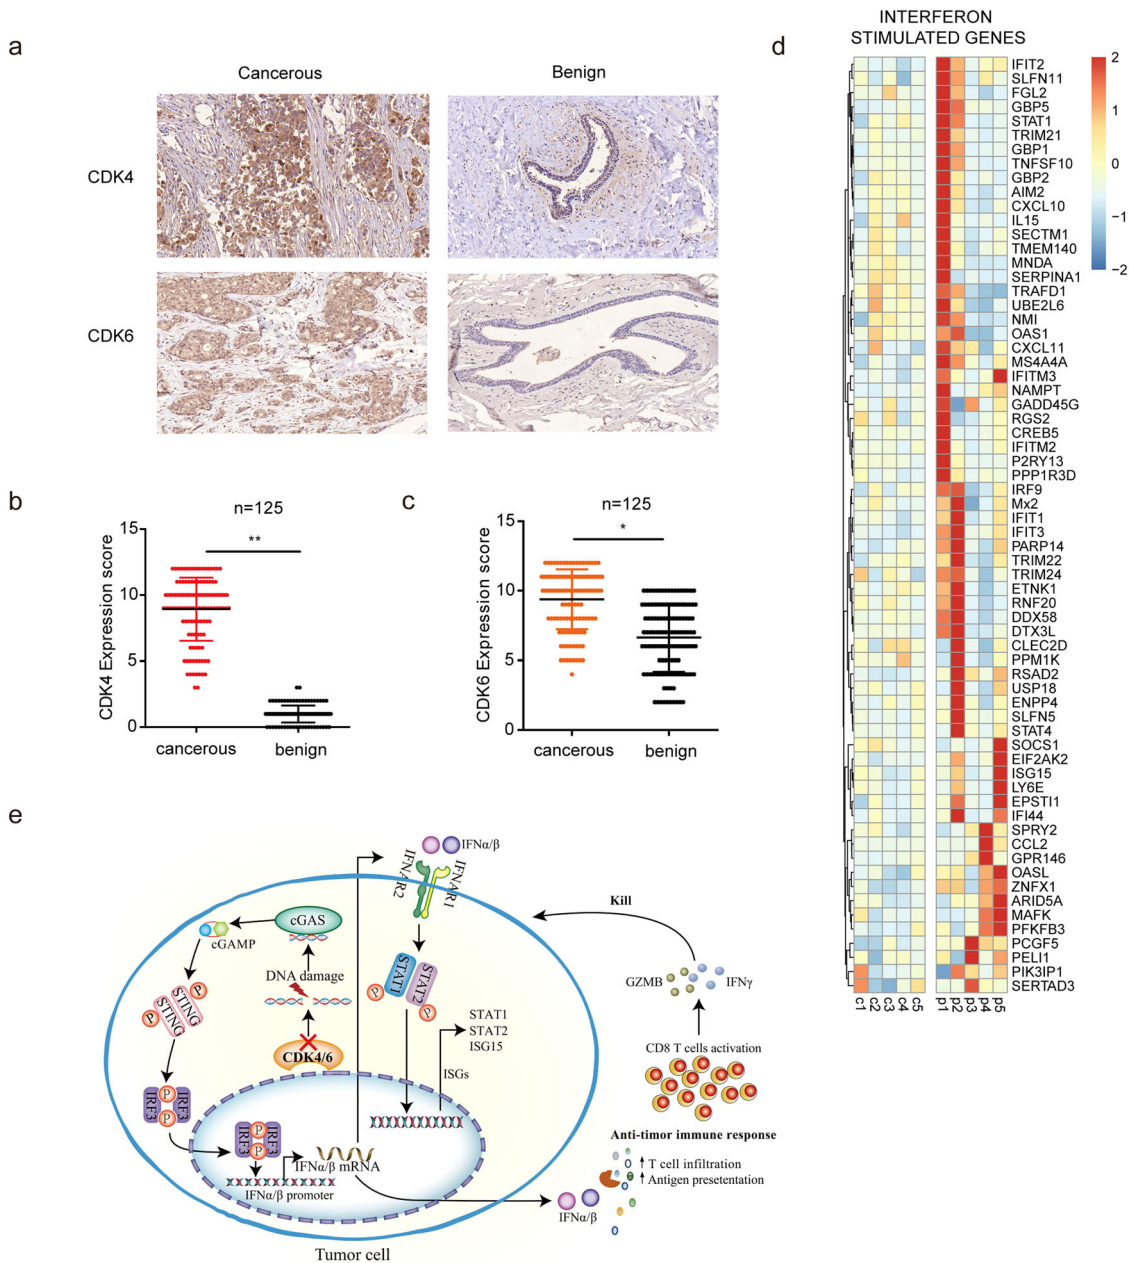 a
Cancerous
Benign
CDK4
CDK6
b
n=125
**
CDK4 Expression score
15
10
5
0
cancerous
benign
c
n=125
*
CDK6 Expression score
15
10
5
0
cancerous
benign
d
INTERFERON
STIMULATED GENES
IFIT2
SLFN11
FGL2
GBP5
STAT1
TRIM21
GBP1
TNFSF10
GBP2
AIM2
CXCL10
IL15
SECTM1
TMEM140
MNDA
SERPINA1
TRAFD1
UBE2L6
NMI
OAS1
CXCL11
MS4A4A
IFITM3
NAMPT
GADD45G
RGS2
CREB5
IFITM2
P2RY13
PPP1R3D
IRF9
Mx2
IFIT1
IFIT3
PARP14
TRIM22
TRIM24
ETNK1
RNF20
DDX58
DTX3L
CLEC2D
PPM1K
RSAD2
USP18
ENPP4
SLFN5
STAT4
SOCS1
EIF2AK2
ISG15
LY6E
EPSTI1
IFI44
SPRY2
CCL2
GPR146
OASL
ZNFX1
ARID5A
MAFK
PFKFB3
PCGF5
PELI1
PIK3IP1
SERTAD3
c1 c2 c3 c4 c5 p1 p2 p3 p4 p5
2
1
0
−1
−2
e
IFNα/β
IFNAR2
IFNAR1
cGAS
cGAMP
DNA damage
STING
STING
P
P
CDK4/6
STAT1
STAT2
P
P
STAT1
STAT2
ISG15
ISGs
IRF3
P
P
IRF3
IRF3
P
P
IRF3
IFNα/β mRNA
IFNα/β promoter
Tumor cell
Kill
GZMB
IFNγ
CD8 T cells activation
Anti-timor immune response
T cell infiltration
Antigen presetentation
IFNα/β